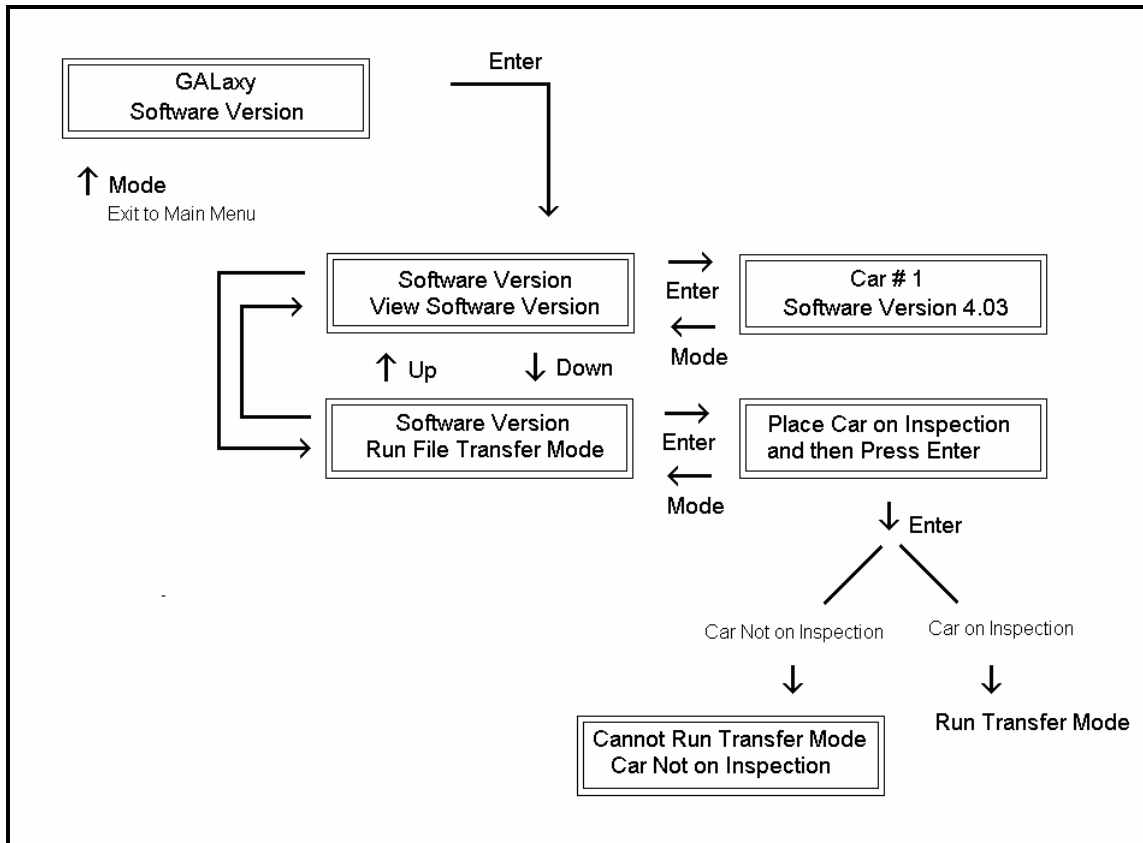 Enter
GALaxy
Software Version
Mode
Exit to Main Menu
Software Version
View Software Version
Enter
Mode
Car # 1
Software Version 4.03
Up
Down
Software Version
Run File Transfer Mode
Enter
Mode
Place Car on Inspection
and then Press Enter
Enter
Car Not on Inspection
Car on Inspection
Cannot Run Transfer Mode
Car Not on Inspection
Run Transfer Mode